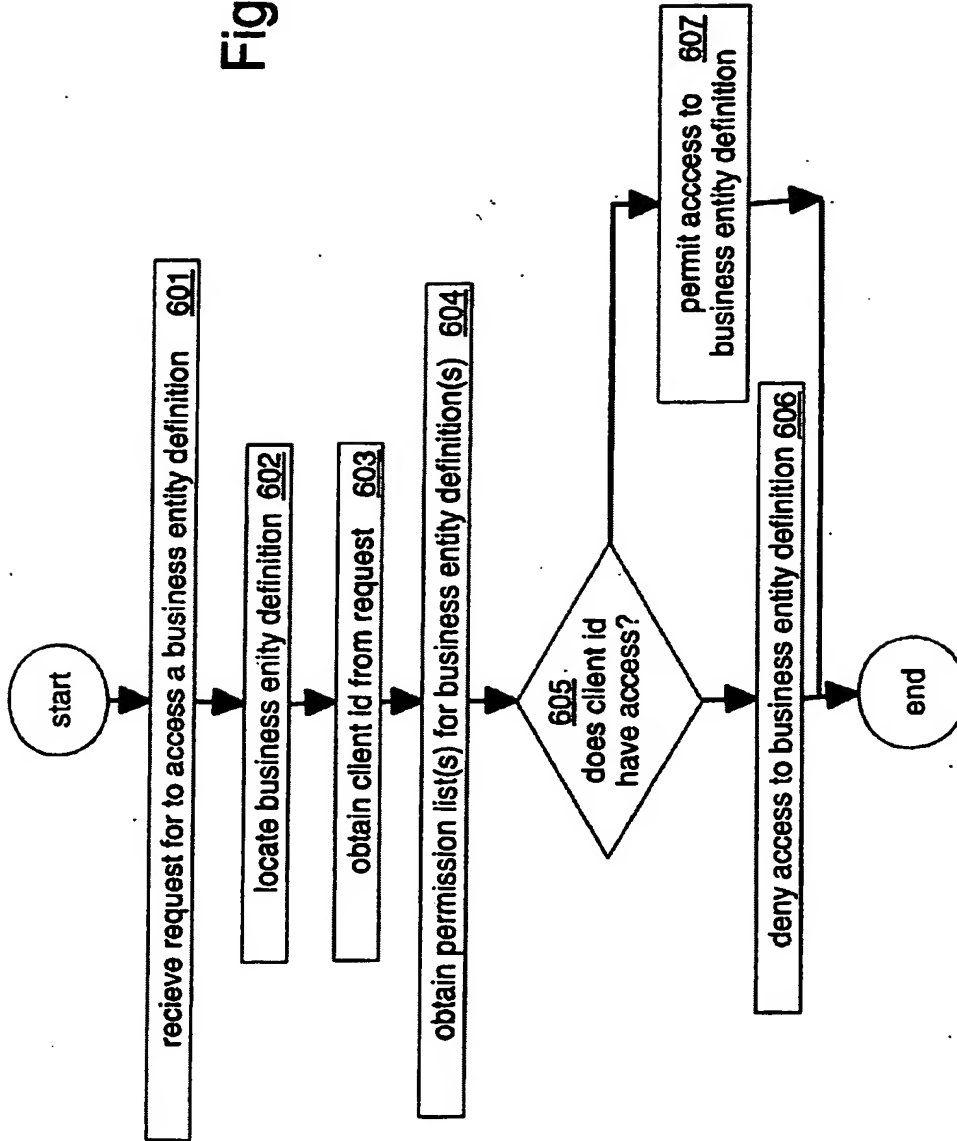 Fig
start
recieve request for to access a business entity definition 601
locate business enity definition 602
obtain client id from request 603
obtain permission list(s) for business entity definition(s) 604
605
does client id
have access?
permit acccess to 607
business entity definition
deny access to business entity definition 606
end